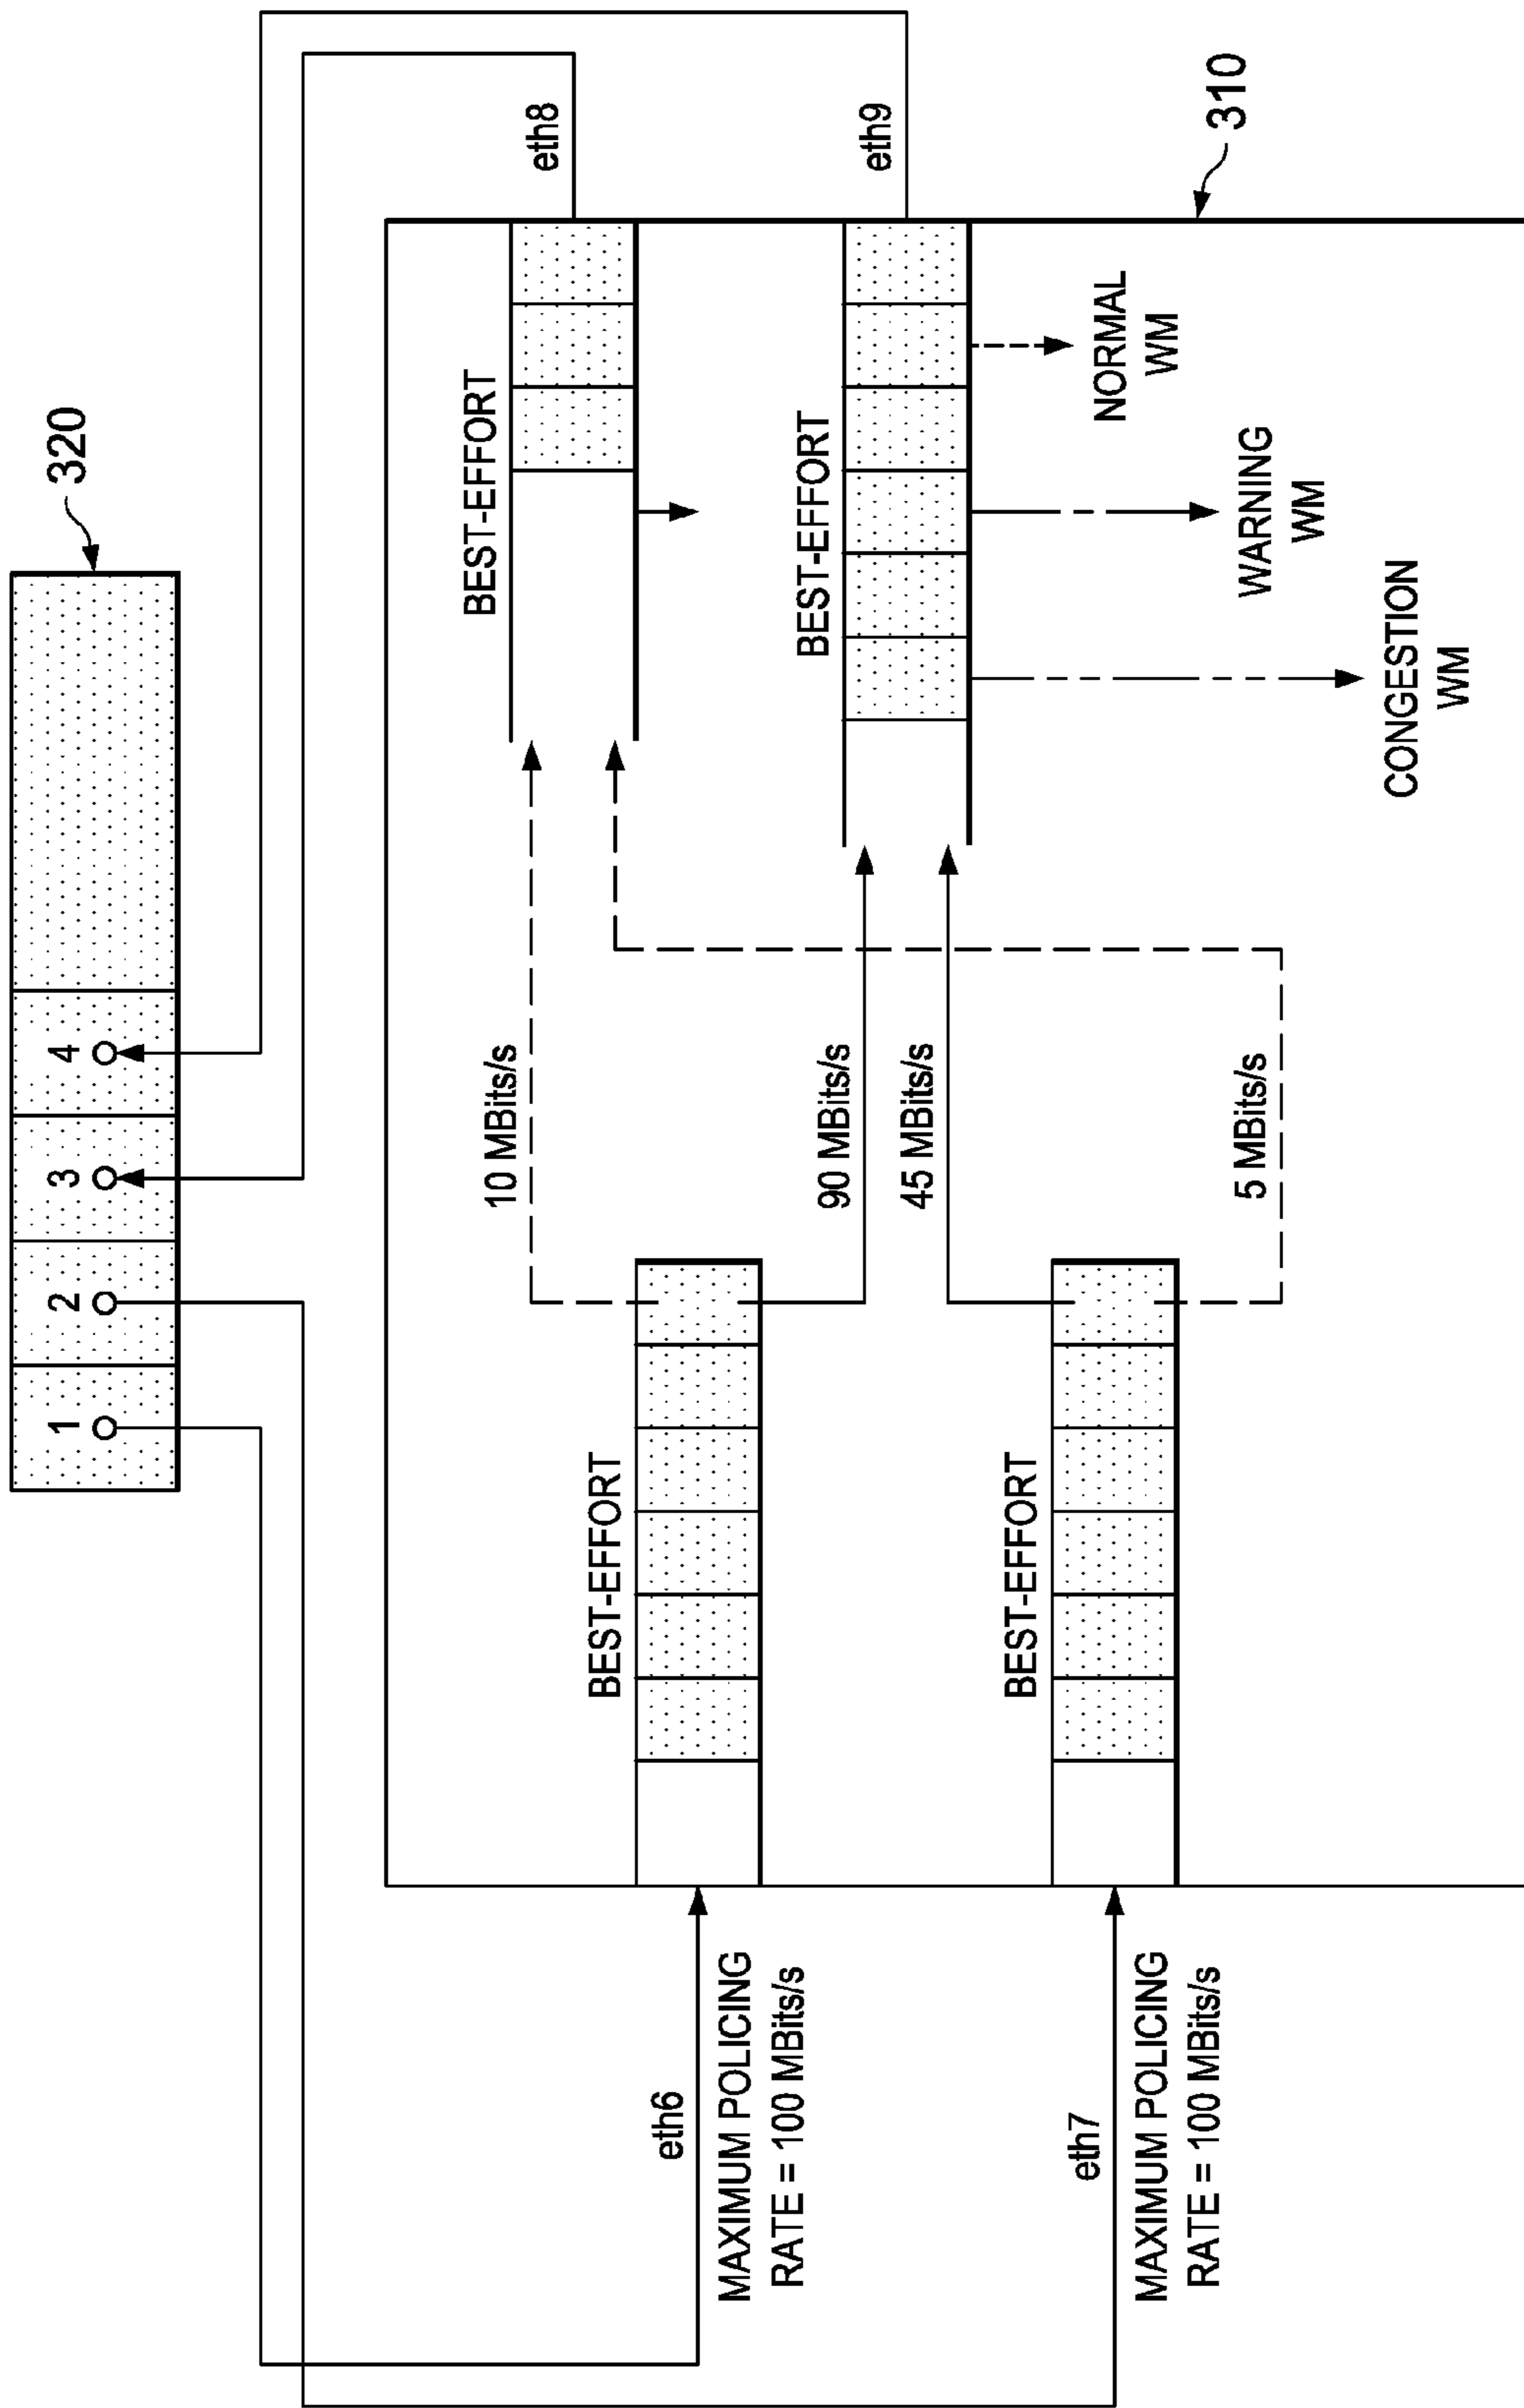 320
1
2
3
4
eth8
eth9
310
BEST-EFFORT
BEST-EFFORT
NORMAL
WM
WARNING
WM
CONGESTION
WM
10 MBits/s
90 MBits/s
45 MBits/s
5 MBits/s
BEST-EFFORT
BEST-EFFORT
eth6
MAXIMUM POLICING
RATE = 100 MBits/s
eth7
MAXIMUM POLICING
RATE = 100 MBits/s